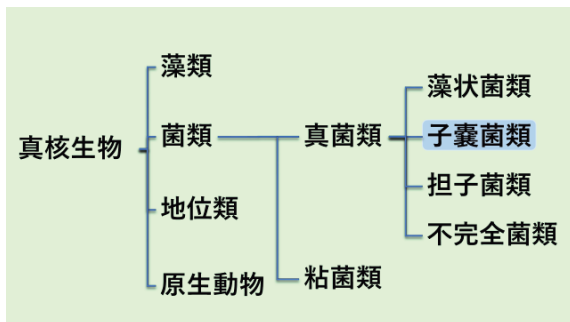 真核生物
藻類
菌類
地位類
原生動物
真菌類
粘菌類
藻状菌類
子嚢菌類
担子菌類
不完全菌類